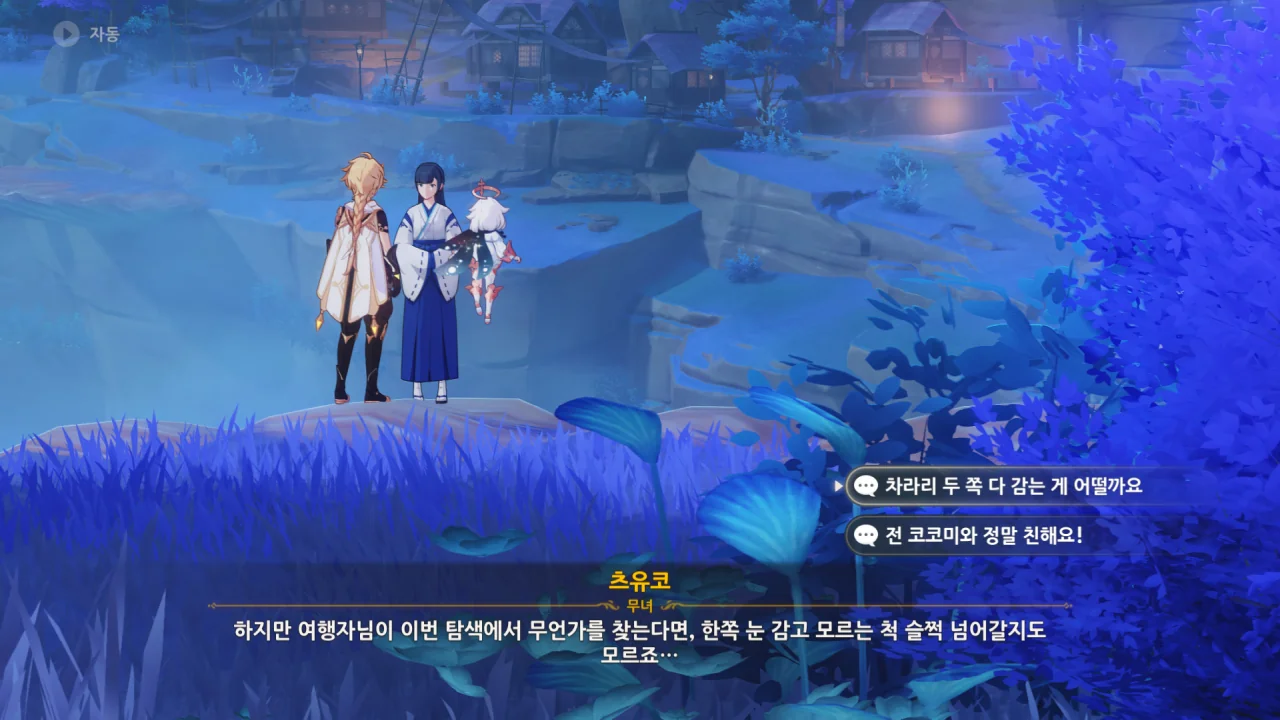 자동
차라리 두 쪽 다 감는 게 어떨까요
전 코코미와 정말 친해요!
츠유코
무녀
하지만 여행자님이 이번 탐색에서 무언가를 찾는다면, 한쪽 눈 감고 모르는 척 슬쩍 넘어갈지도
모르죠…